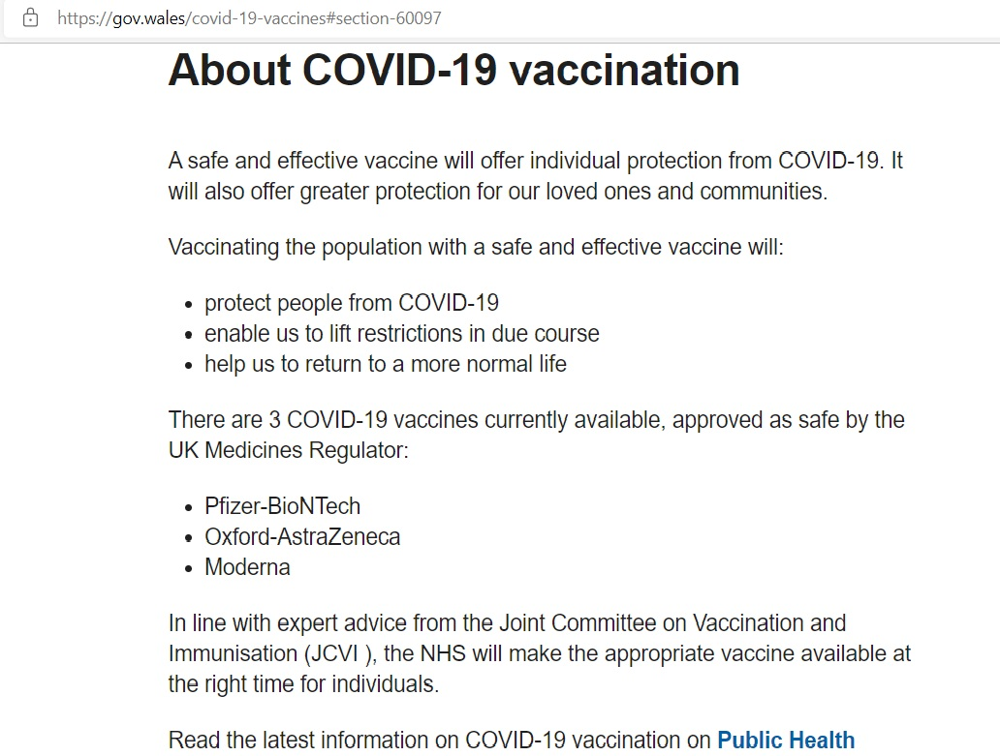 https://gov.wales/covid-19-vaccines#section-60097
About COVID-19 vaccination
A safe and effective vaccine will offer individual protection from COVID-19. It
will also offer greater protection for our loved ones and communities.
Vaccinating the population with a safe and effective vaccine will:
• protect people from COVID-19
• enable us to lift restrictions in due course
• help us to return to a more normal life
There are 3 COVID-19 vaccines currently available, approved as safe by the
UK Medicines Regulator:
• Pfizer-BioNTech
• Oxford-AstraZeneca
• Moderna
In line with expert advice from the Joint Committee on Vaccination and
Immunisation (JCVI ), the NHS will make the appropriate vaccine available at
the right time for individuals.
Read the latest information on COVID-19 vaccination on Public Health